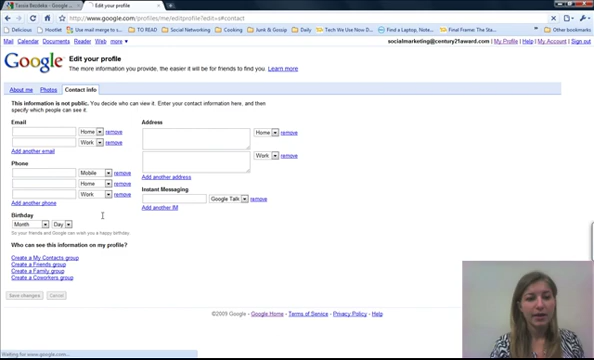 Edit your profile
www.google.com/profiles/me/editprofile?edit=s#contact
Use mail merge to s...
TO READ
Social Networking
Cooking
Junk & Go
Daily
Tech We Use Now D...
Find a Laptop, Note...
Final Frame: The Sta...
Other bookmarks
Mail Calendar Documents Reader Web more
socialmarketing@century21award.com | My Profile | Help | My Account | Sign out
Google
Edit your profile
The more information you provide, the easier it will be for friends to find you. Learn more
About me Photos Contact info
This information is not public. You decide who can view it. Enter your contact information here, and then
specify which people can see it.
Email
Home remove
Work remove
Add another email
Phone
Mobile remove
Home remove
Work remove
Add another phone
Birthday
Month Day
So your friends and Google can wish you a happy birthday.
Address
Home remove
Work remove
Add another address
Instant Messaging
Google Talk remove
Add another IM
Who can see this information on my profile?
Create a My Contacts group
Create a Friends group
Create a Family group
Create a Coworkers group
Save changes Cancel
©2009 Google - Google Home - Terms of Service - Privacy Policy - Help
Waiting for www.google.com...